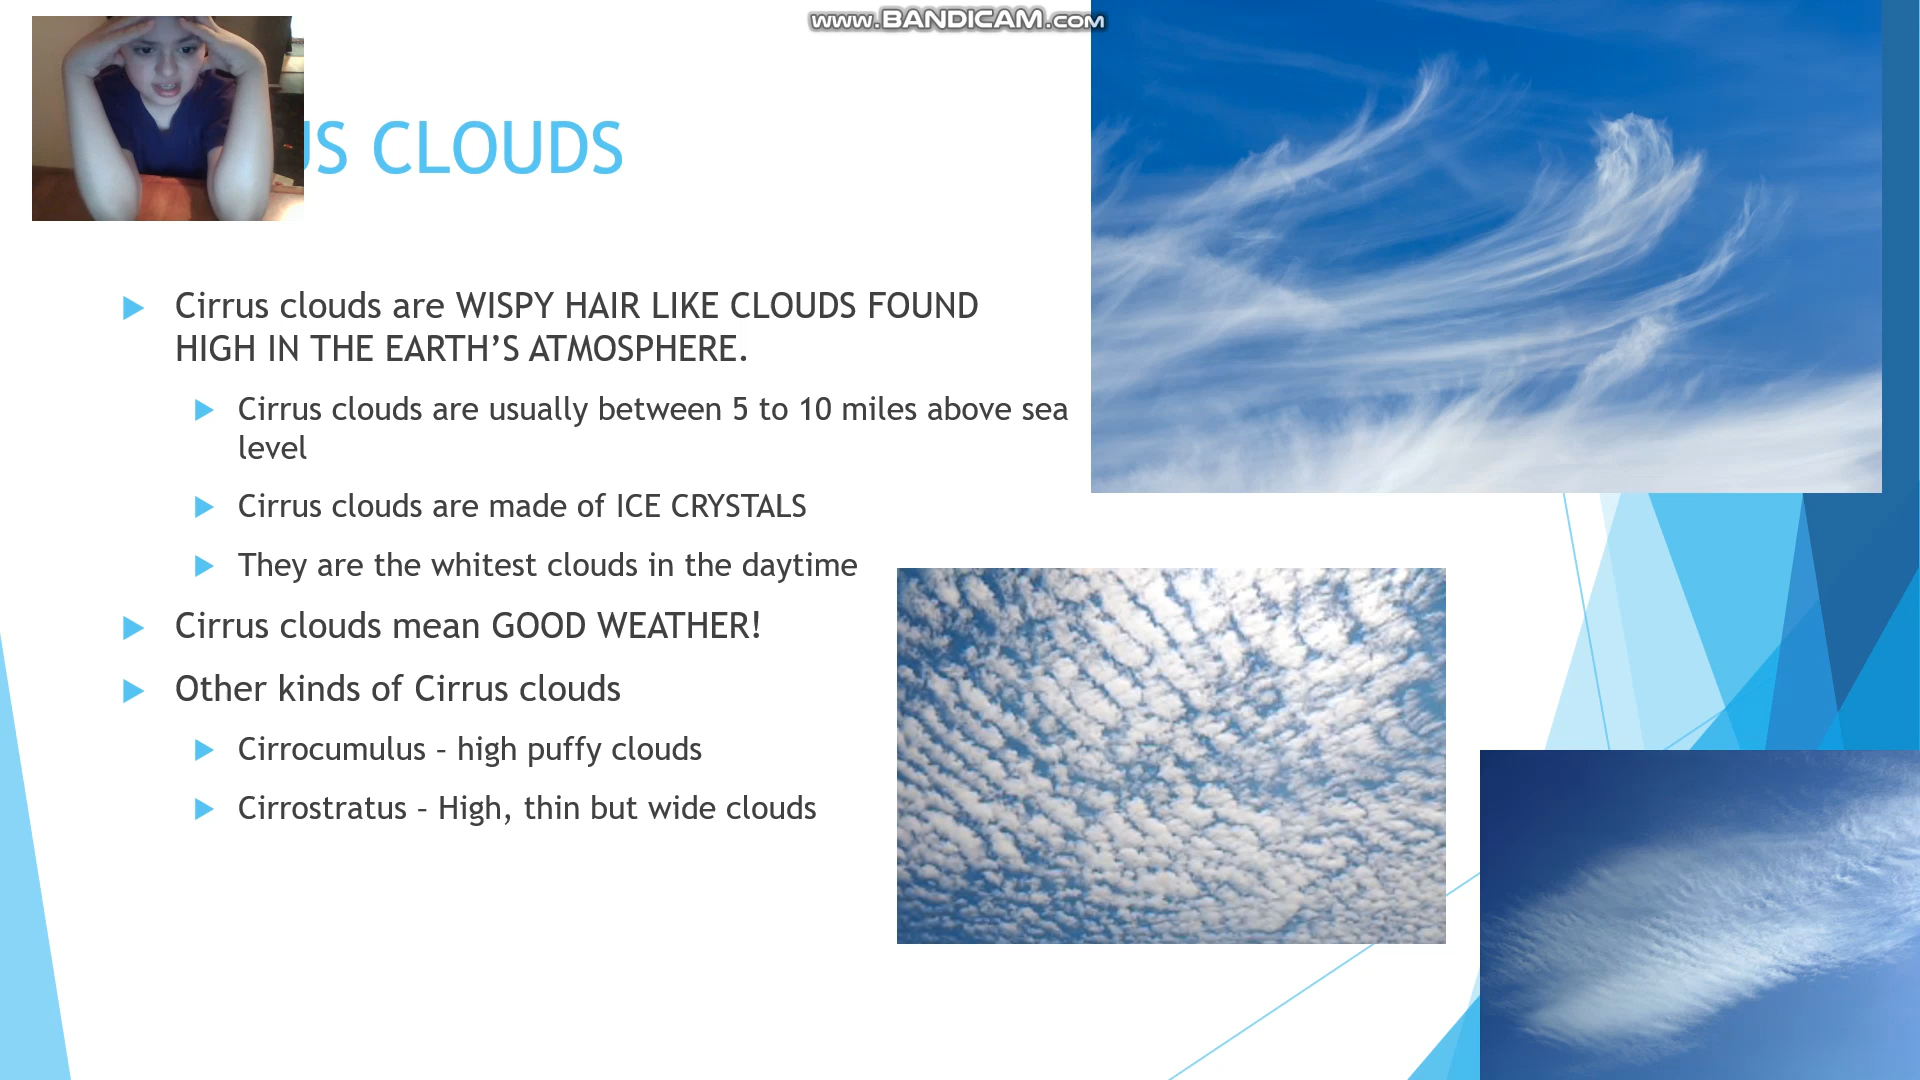 www.BANDICAM.com
US CLOUDS
Cirrus clouds are WISPY HAIR LIKE CLOUDS FOUND
HIGH IN THE EARTH’S ATMOSPHERE.
Cirrus clouds are usually between 5 to 10 miles above sea
level
Cirrus clouds are made of ICE CRYSTALS
They are the whitest clouds in the daytime
Cirrus clouds mean GOOD WEATHER!
Other kinds of Cirrus clouds
Cirrocumulus – high puffy clouds
Cirrostratus – High, thin but wide clouds